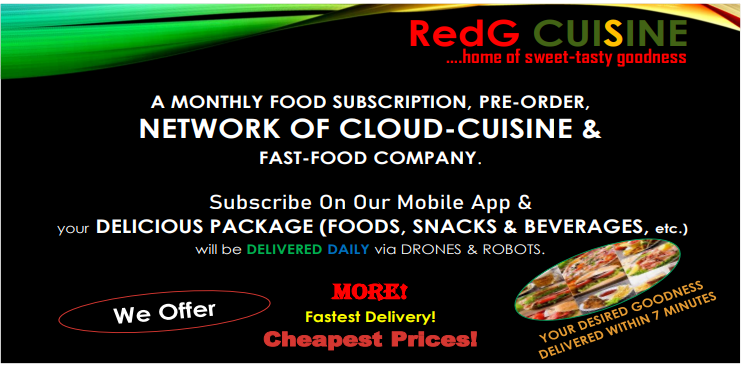 RedG CUISINE
....home of sweet-tasty goodness
A MONTHLY FOOD SUBSCRIPTION, PRE-ORDER,
NETWORK OF CLOUD-CUISINE &
FAST-FOOD COMPANY.
Subscribe On Our Mobile App &
your DELICIOUS PACKAGE (FOODS, SNACKS & BEVERAGES, etc.)
will be DELIVERED DAILY via DRONES & ROBOTS.
We Offer
MORE!
Fastest Delivery!
Cheapest Prices!
YOUR DESIRED GOODNESS
DELIVERED WITHIN 7 MINUTES